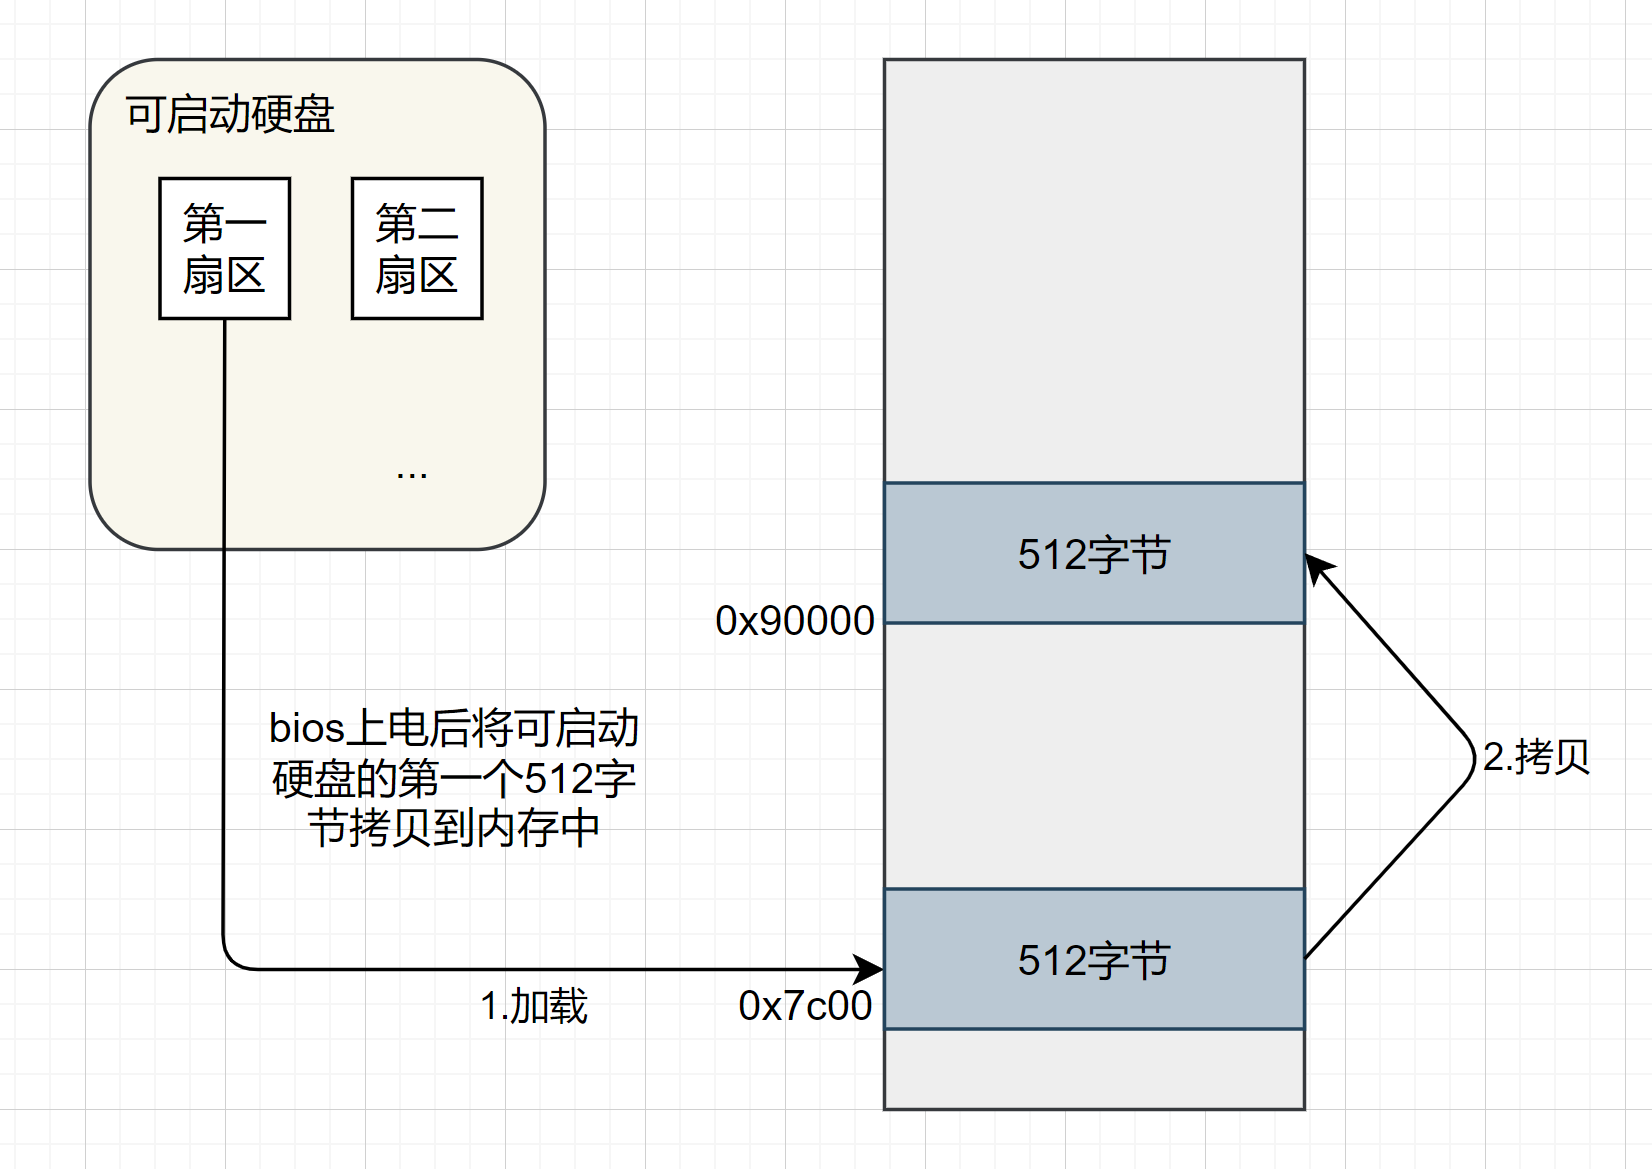 可启动硬盘
第一
扇区
第二
扇区
...
512字节
0x90000
bios上电后将可启动
硬盘的第一个512字
节拷贝到内存中
2.拷贝
512字节
1.加载
0x7c00